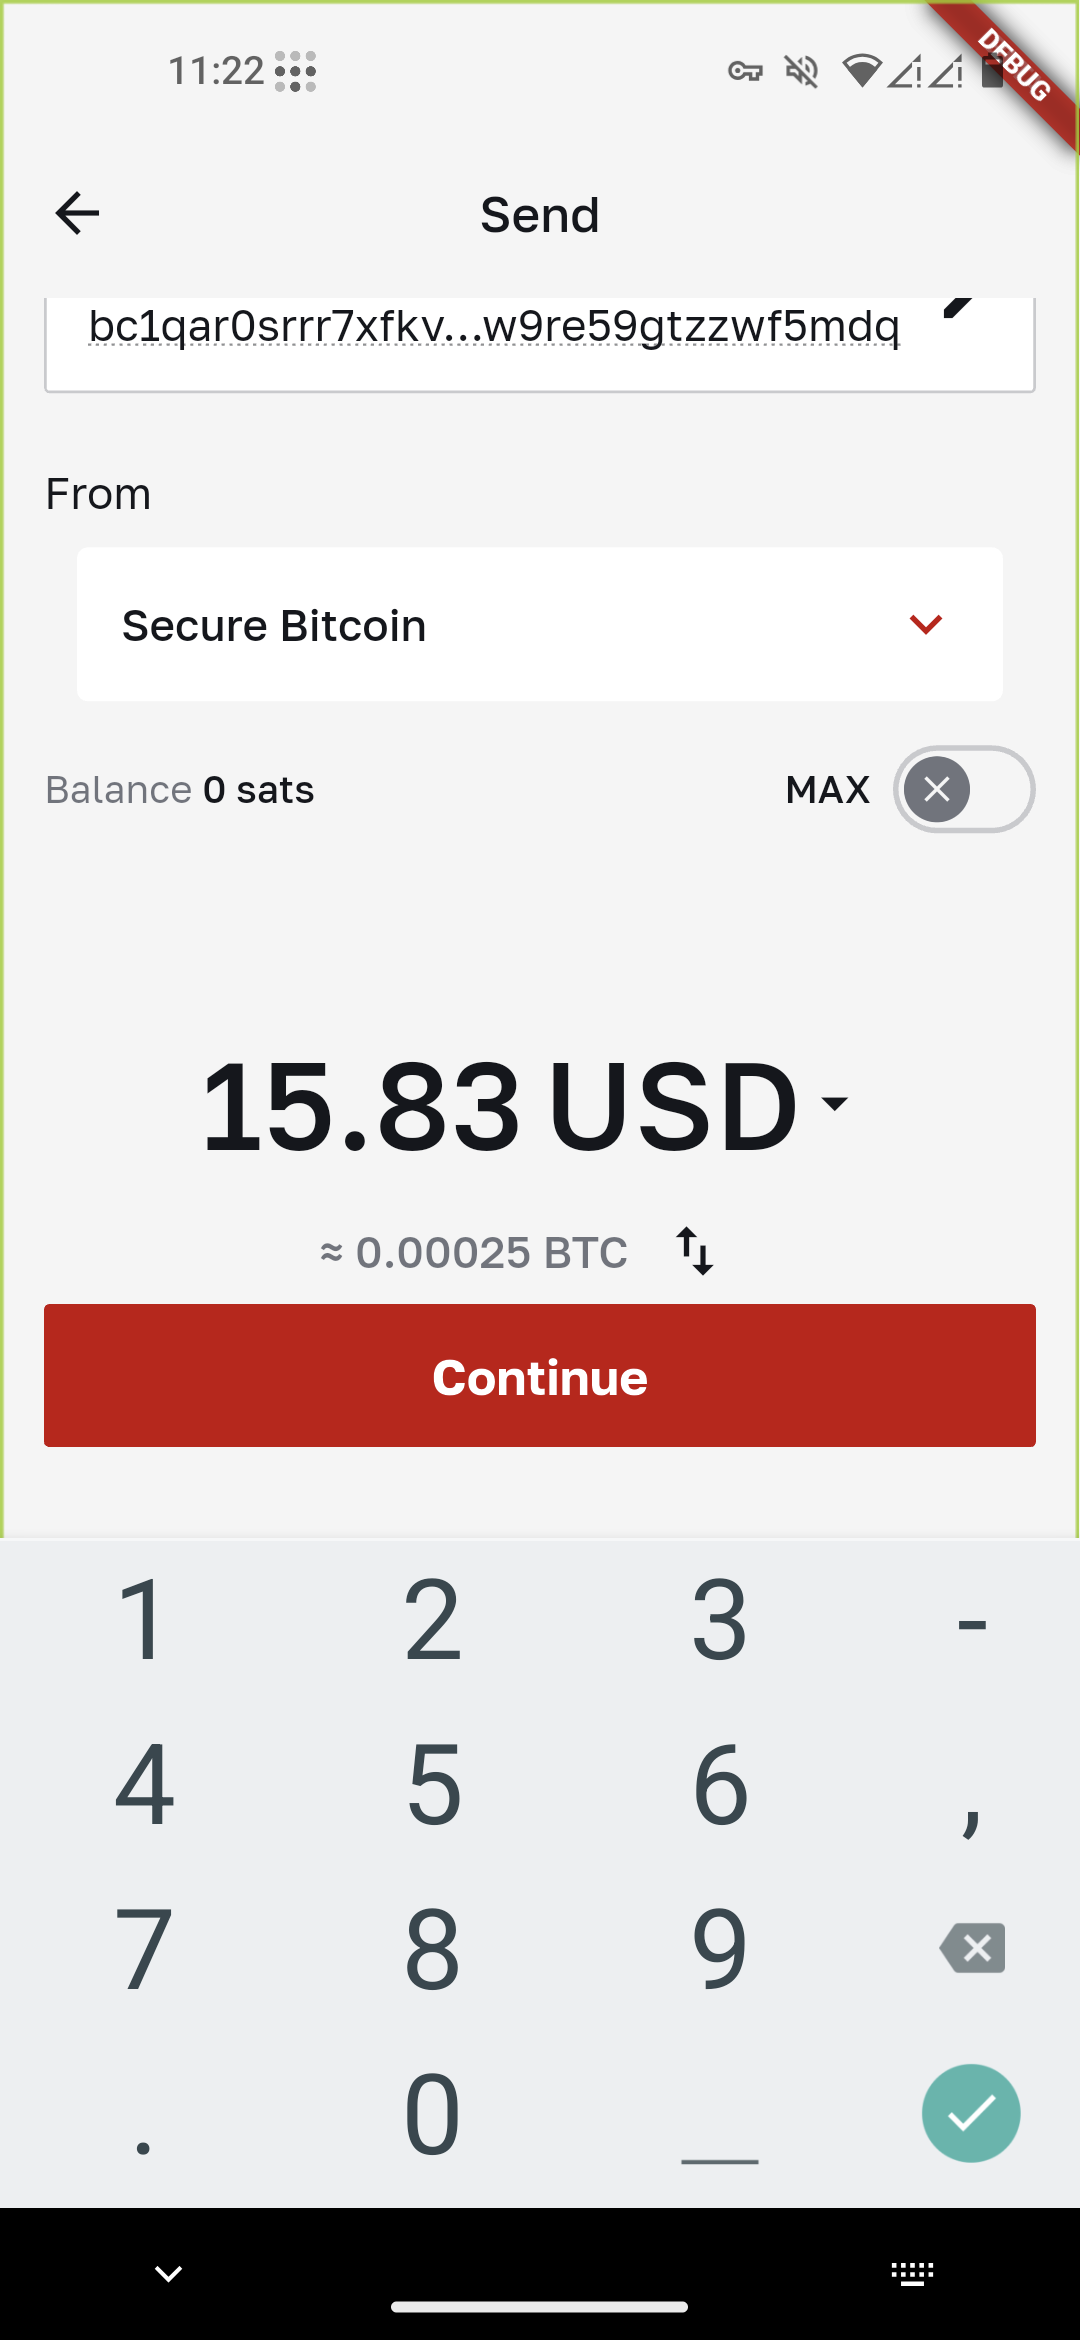 11:22
DEBUG
Send
bc1qar0srrr7xfkv...w9re59gtzzwf5mdq
From
Secure Bitcoin
Balance 0 sats
MAX
15.83 USD
≈ 0.00025 BTC
Continue
1 2 3 -
4 5 6 ,
7 8 9
. 0